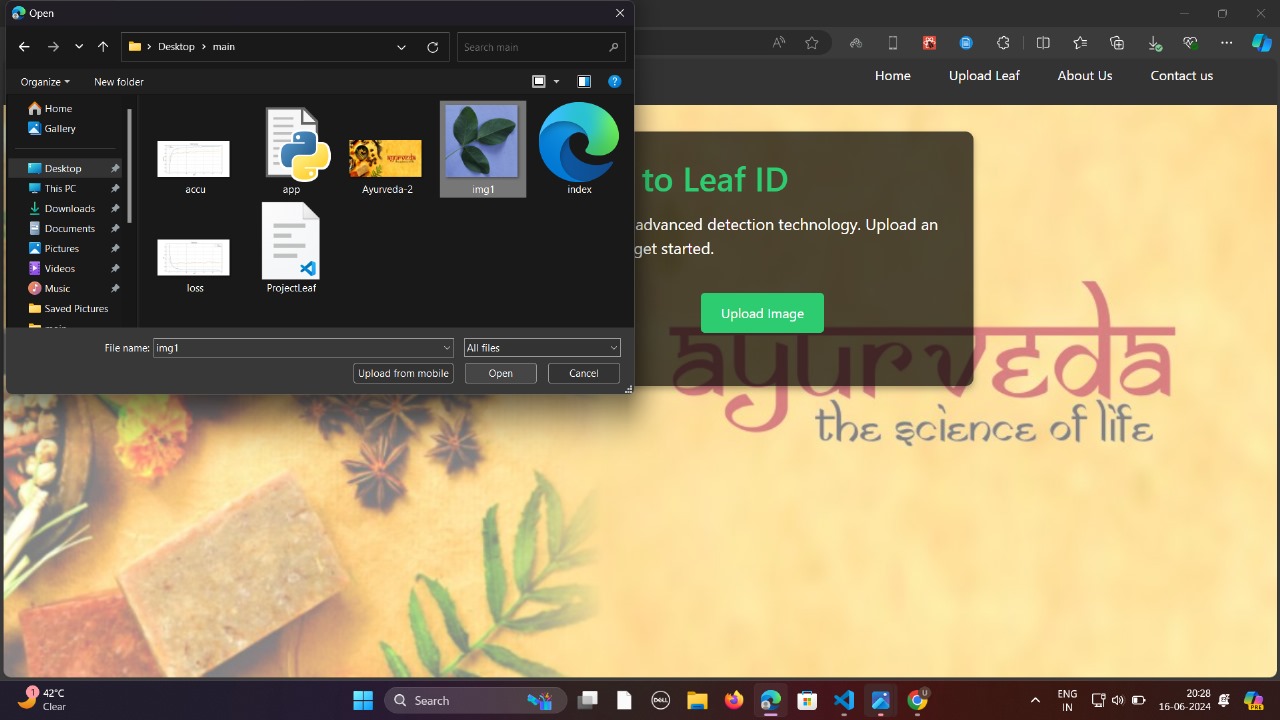 Open
Desktop
main
Search main
Organize
New folder
Home
Gallery
Desktop
This PC
Downloads
Documents
Pictures
Videos
Music
Saved Pictures
accu
app
Ayurveda-2
img1
index
loss
ProjectLeaf
File name: img1
All files
Upload from mobile
Open
Cancel
Home
Upload Leaf
About Us
Contact us
to Leaf ID
advanced detection technology. Upload an
get started.
Upload Image
ayurveda
the science of life
1
42°C
Clear
Search
DELL
U
ENG
IN
20:28
16-06-2024
PRE